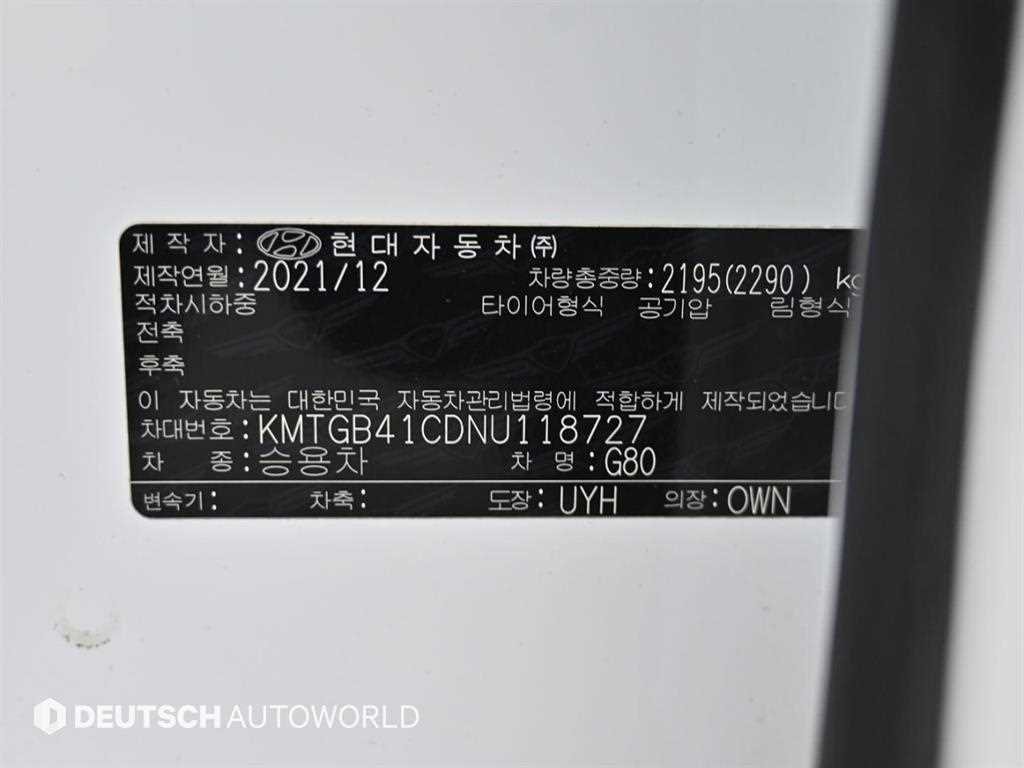 제 작 자 : 현대자동차㈜
제작연월 : 2021/12 차량총중량 : 2195(2290) kg
적차시하중 타이어형식 공기압 림형식
전축
후축
이 자동차는 대한민국 자동차관리법령에 적합하게 제작되었습니다
차대번호 : KMTGB41CDNU118727
차 종 : 승용차 차 명 : G80
변속기 : 차축 : 도장 : UYH 의장 : OWN
DEUTSCH AUTOWORLD